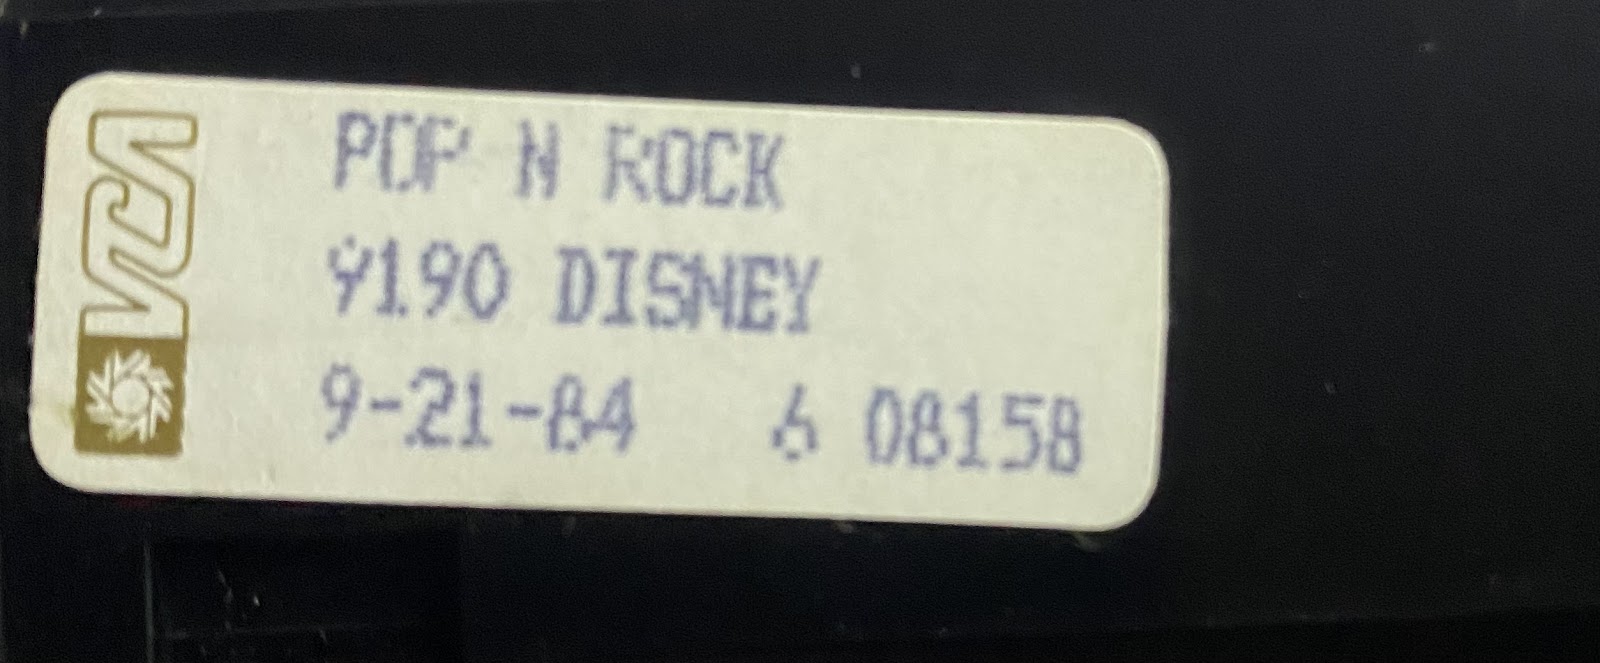 VCA
POP N ROCK
9190 DISNEY
9-21-84 6 08158